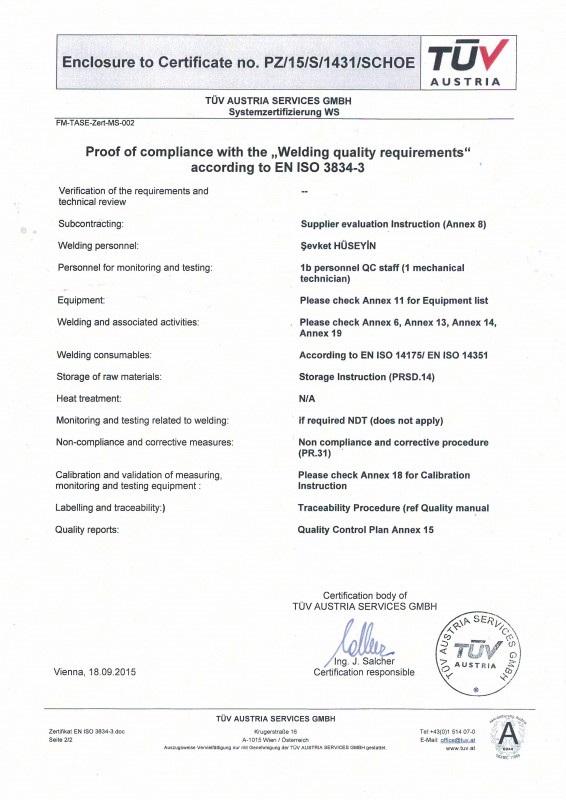 Enclosure to Certificate no. PZ/15/S/1431/SCHOE
TÜV
AUSTRIA
TÜV AUSTRIA SERVICES GMBH
Systemzertifizierung WS
FM-TASE-Zert-MS-002
Proof of compliance with the „Welding quality requirements“
according to EN ISO 3834-3
Verification of the requirements and --
technical review
Subcontracting: Supplier evaluation Instruction (Annex 8)
Welding personnel: Şevket HÜSEYİN
Personnel for monitoring and testing: 1b personnel QC staff (1 mechanical
technician)
Equipment: Please check Annex 11 for Equipment list
Welding and associated activities: Please check Annex 6, Annex 13, Annex 14,
Annex 19
Welding consumables: According to EN ISO 14175/ EN ISO 14351
Storage of raw materials: Storage Instruction (PRSD.14)
Heat treatment: N/A
Monitoring and testing related to welding: if required NDT (does not apply)
Non-compliance and corrective measures: Non compliance and corrective procedure
(PR.31)
Calibration and validation of measuring, Please check Annex 18 for Calibration
monitoring and testing equipment : Instruction
Labelling and traceability:) Traceability Procedure (ref Quality manual
Quality reports: Quality Control Plan Annex 15
Certification body of
TÜV AUSTRIA SERVICES GMBH
Ing. J. Salcher
Vienna, 18.09.2015 Certification responsible
TÜV AUSTRIA SERVICES GMBH
TÜV
AUSTRIA
TÜV AUSTRIA SERVICES GMBH
Zertifikat EN ISO 3834-3.doc Krugerstraße 16 Tel +43(0)1 514 07-0
Seite 2/2 A-1015 Wien / Österreich E-Mail: office@tuv.at
Auszugsweise Vervielfältigung nur mit Genehmigung der TÜV AUSTRIA SERVICES GMBH gestattet. www.tuv.at
A